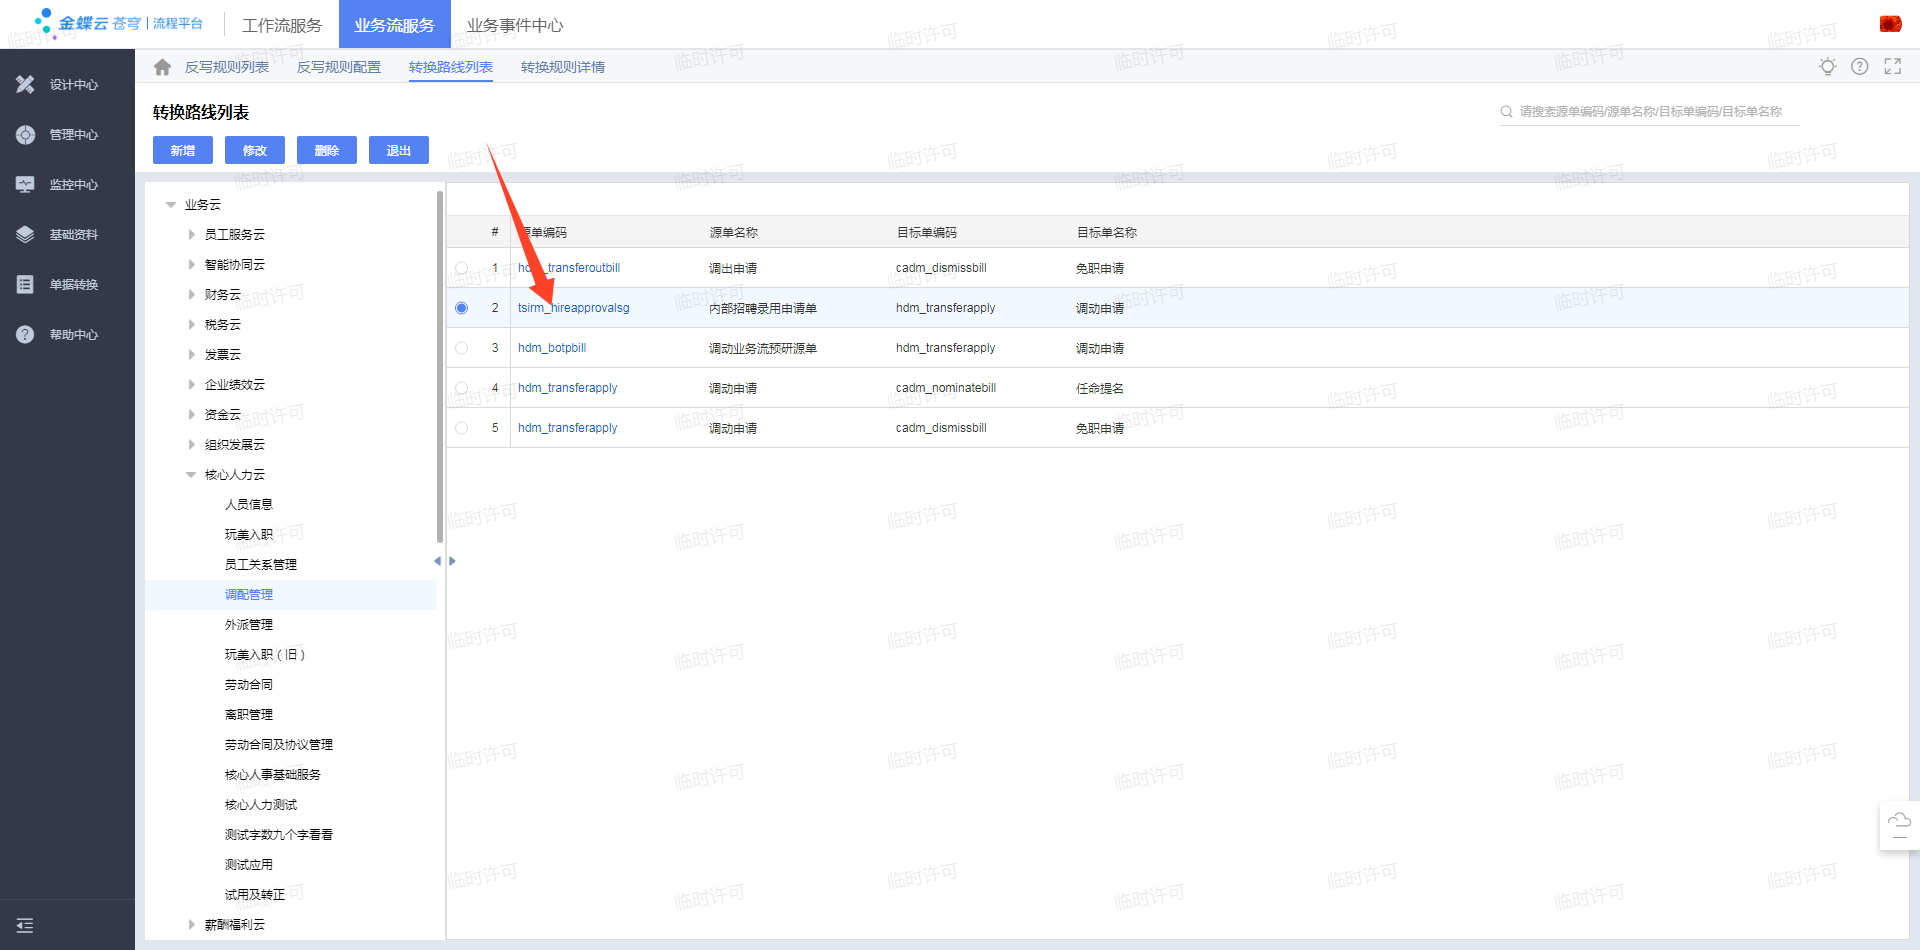 金蝶云 苍穹 | 流程平台
工作流服务
业务流服务
业务事件中心
设计中心
管理中心
监控中心
基础资料
单据转换
帮助中心
反写规则列表
反写规则配置
转换路线列表
转换规则详情
转换路线列表
请搜索源单编码/源单名称/目标单编码/目标单名称
新增
修改
删除
退出
业务云
员工服务云
智能协同云
财务云
税务云
发票云
企业绩效云
资金云
组织发展云
核心人力云
人员信息
玩美入职
员工关系管理
调配管理
外派管理
玩美入职（旧）
劳动合同
离职管理
劳动合同及协议管理
核心人事基础服务
核心人力测试
测试字数九个字看看
测试应用
试用及转正
薪酬福利云
# 源单编码 源单名称 目标单编码 目标单名称
1 hdm_transferoutbill 调出申请 cadm_dismissbill 免职申请
2 tsirm_hireapprovalsg 内部招聘录用申请单 hdm_transferapply 调动申请
3 hdm_botpbill 调动业务流预研源单 hdm_transferapply 调动申请
4 hdm_transferapply 调动申请 cadm_nominatebill 任命提名
5 hdm_transferapply 调动申请 cadm_dismissbill 免职申请
临时许可